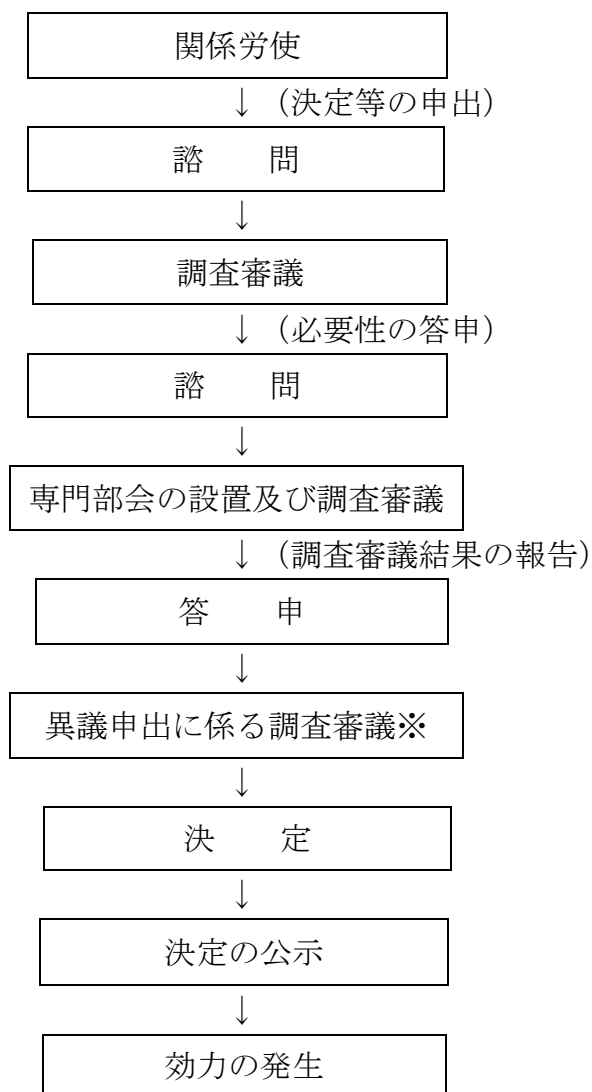 関係労使
↓（決定等の申出）
諮　　問
↓
調査審議
↓（必要性の答申）
諮　　問
↓
専門部会の設置及び調査審議
↓（調査審議結果の報告）
答　　申
↓
異議申出に係る調査審議※
↓
決　　定
↓
決定の公示
↓
効力の発生